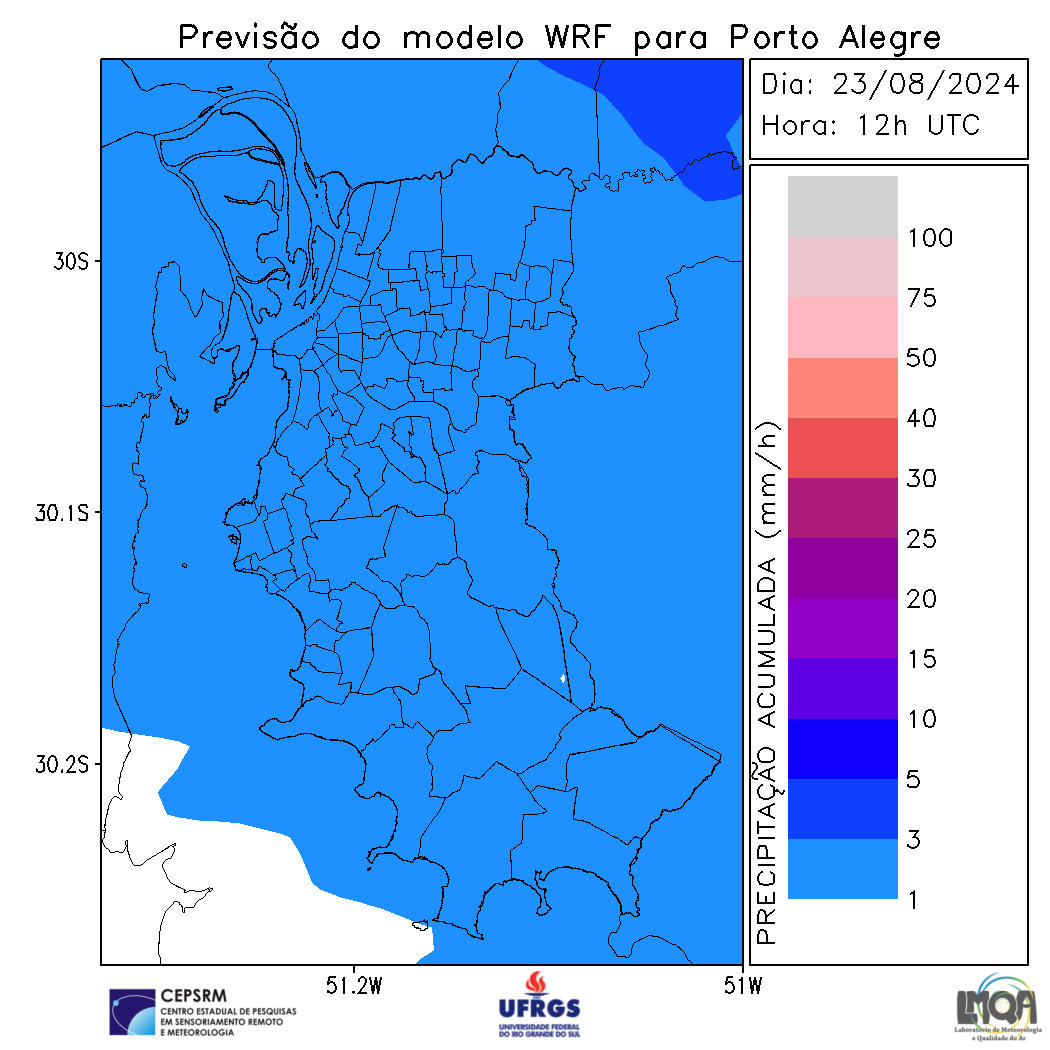 Previsão do modelo WRF para Porto Alegre
Dia: 23/08/2024
Hora: 12h UTC
30S
30.1S
30.2S
51.2W
51W
PRECIPITAÇÃO ACUMULADA (mm/h)
100
75
50
40
30
25
20
15
10
5
3
1
CEPSRM
CENTRO ESTADUAL DE PESQUISAS
EM SENSORIAMENTO REMOTO
E METEOROLOGIA
UFRGS
UNIVERSIDADE FEDERAL
DO RIO GRANDE DO SUL
LMQA
Laboratório de Meteorologia
e Qualidade do Ar